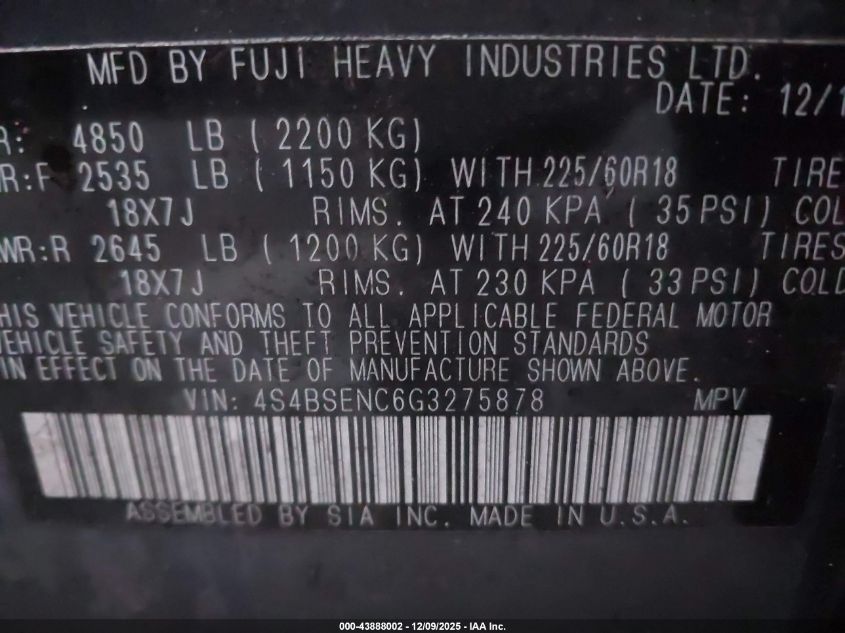 MFD BY FUJI HEAVY INDUSTRIES LTD.
DATE: 12/1
R: 4850 LB ( 2200 KG)
R:F 2535 LB ( 1150 KG) WITH 225/60R18 TIRE
18X7J RIMS. AT 240 KPA ( 35 PSI) COL
WR:R 2645 LB ( 1200 KG) WITH 225/60R18 TIRES
18X7J RIMS. AT 230 KPA ( 33 PSI) COLD
HIS VEHICLE CONFORMS TO ALL APPLICABLE FEDERAL MOTOR
VEHICLE SAFETY AND THEFT PREVENTION STANDARDS
IN EFFECT ON THE DATE OF MANUFACTURE SHOWN ABOVE.
VIN: 4S4BSENC6G3275878 MPV
ASSEMBLED BY SIA INC. MADE IN U.S.A.
000-43888002 - 12/09/2025 - IAA Inc.